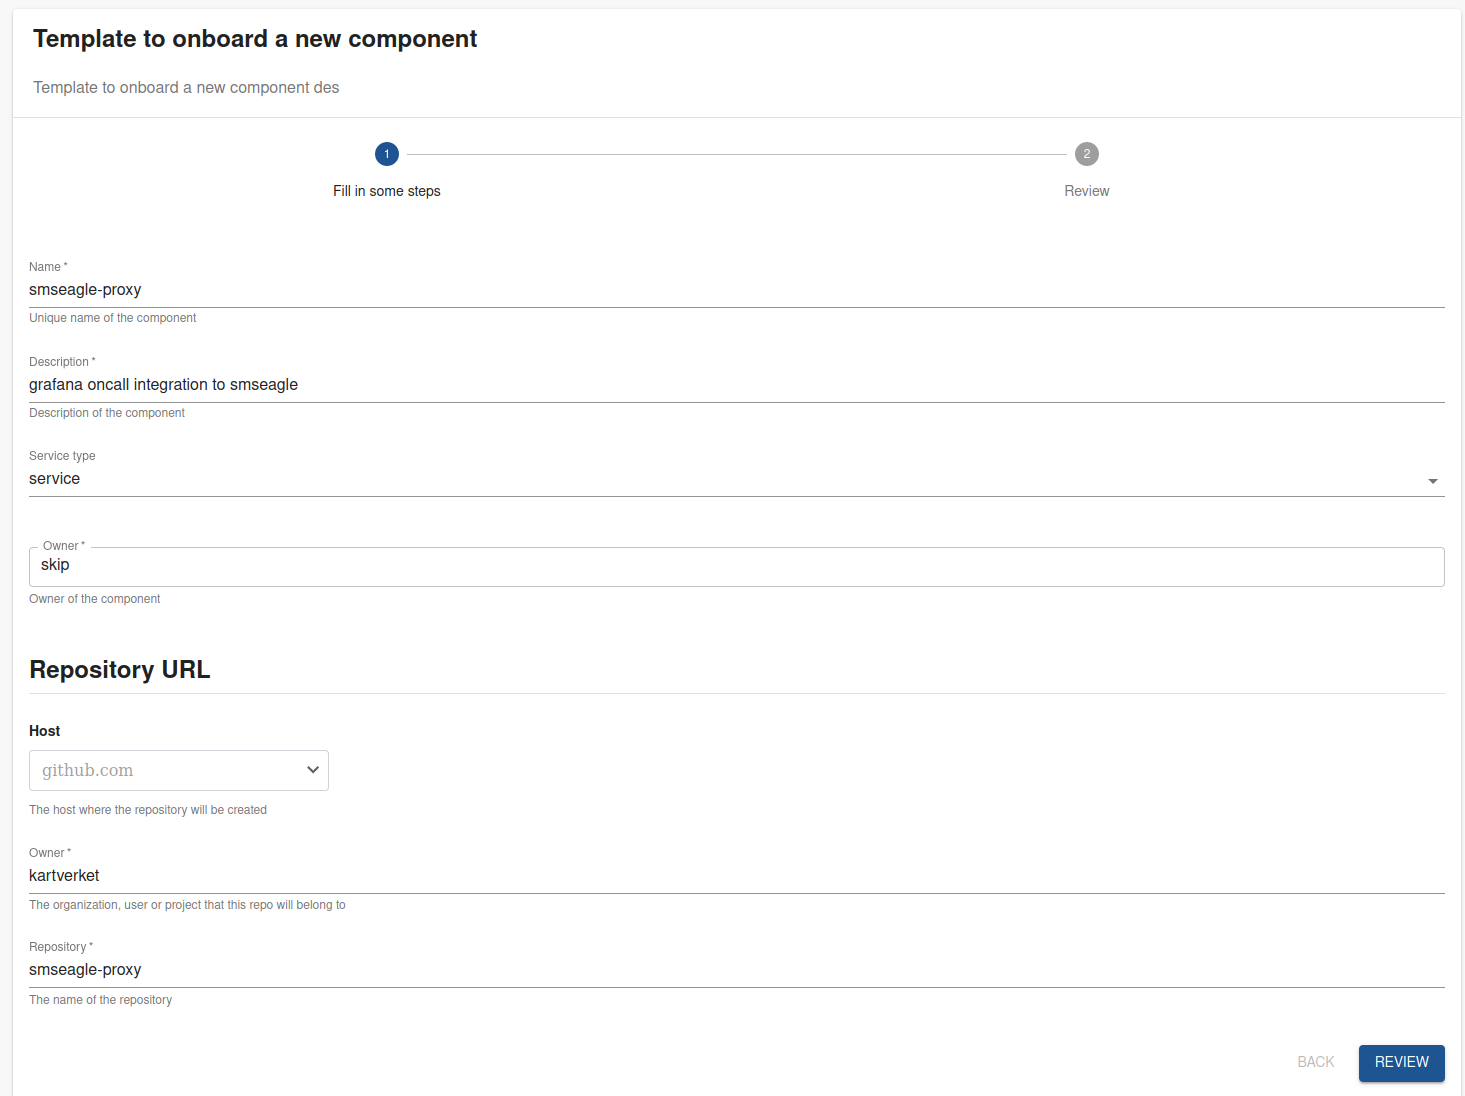 Template to onboard a new component
Template to onboard a new component des
1
2
Fill in some steps
Review
Name *
smseagle-proxy
Unique name of the component
Description *
grafana oncall integration to smseagle
Description of the component
Service type
service
Owner *
skip
Owner of the component
Repository URL
Host
github.com
The host where the repository will be created
Owner *
kartverket
The organization, user or project that this repo will belong to
Repository *
smseagle-proxy
The name of the repository
BACK
REVIEW